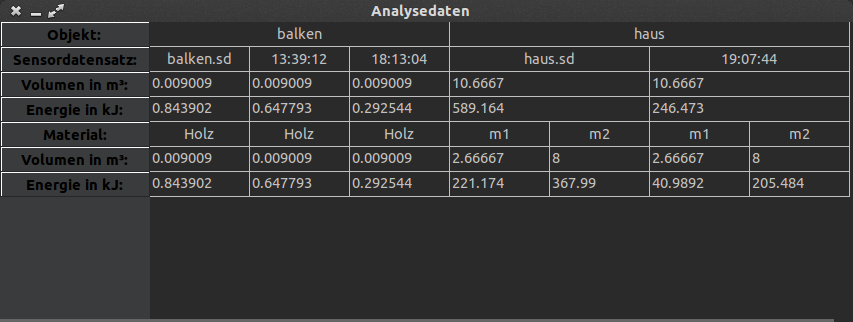 Analysedaten
Objekt: balken haus
Sensordatensatz: balken.sd 13:39:12 18:13:04 haus.sd 19:07:44
Volumen in m³: 0.009009 0.009009 0.009009 10.6667 10.6667
Energie in kJ: 0.843902 0.647793 0.292544 589.164 246.473
Material: Holz Holz Holz m1 m2 m1 m2
Volumen in m³: 0.009009 0.009009 0.009009 2.66667 8 2.66667 8
Energie in kJ: 0.843902 0.647793 0.292544 221.174 367.99 40.9892 205.484